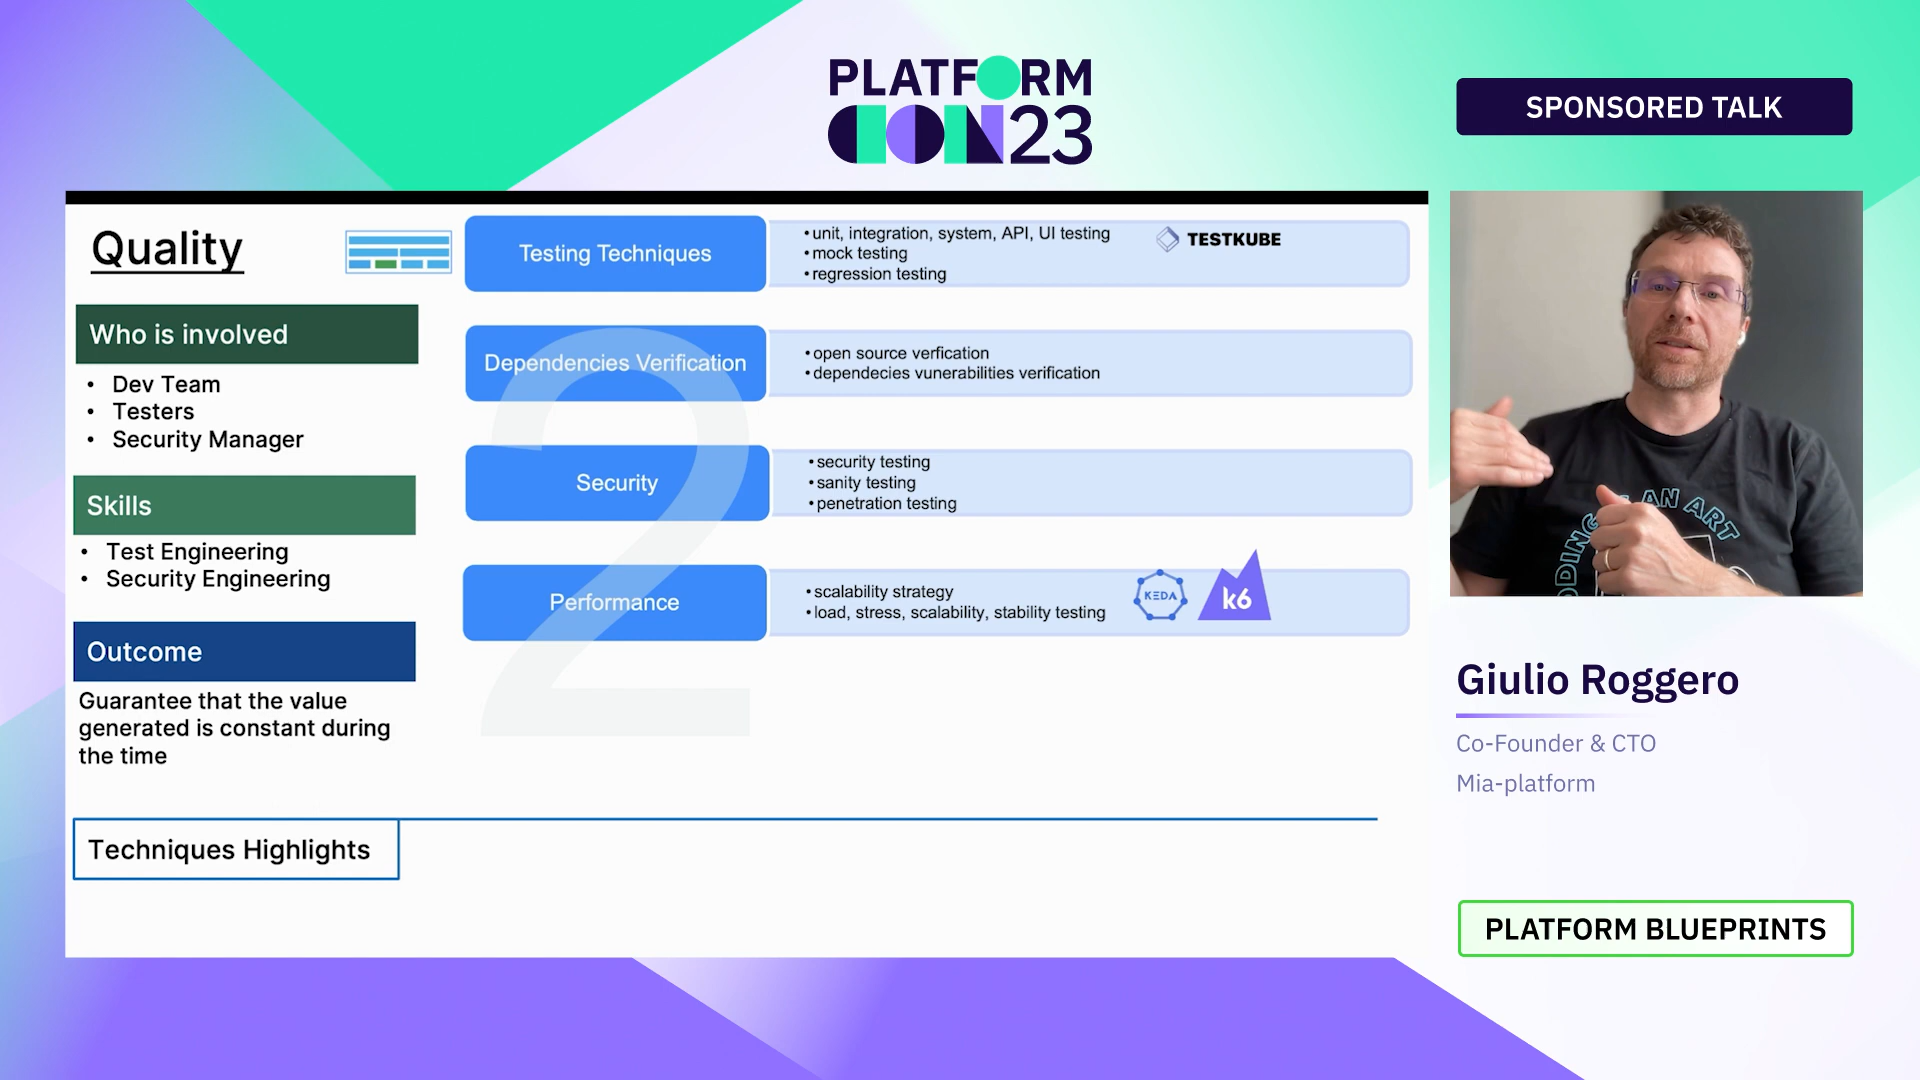 PLATFORM
CON23
SPONSORED TALK
Quality
Who is involved
• Dev Team
• Testers
• Security Manager
Skills
• Test Engineering
• Security Engineering
Outcome
Guarantee that the value
generated is constant during
the time
Testing Techniques
• unit, integration, system, API, UI testing
• mock testing
• regression testing
TESTKUBE
Dependencies Verification
• open source verfication
• dependecies vunerabilities verification
Security
• security testing
• sanity testing
• penetration testing
Performance
• scalability strategy
• load, stress, scalability, stability testing
KEDA
k6
2
Techniques Highlights
AN ART
Giulio Roggero
Co-Founder & CTO
Mia-platform
PLATFORM BLUEPRINTS